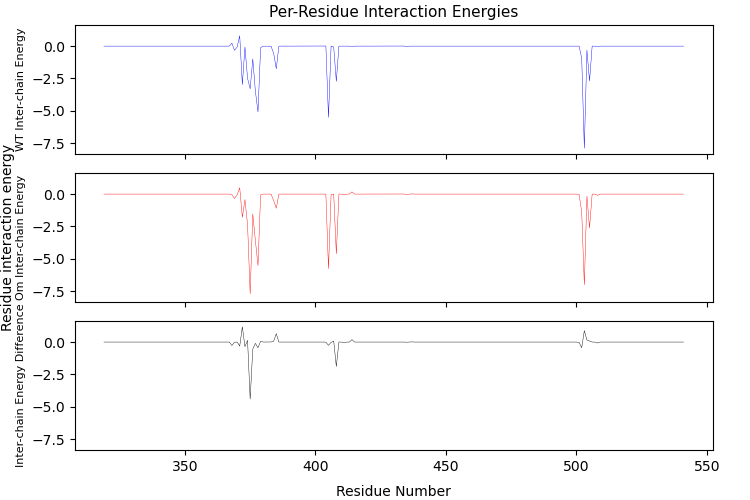 Per-Residue Interaction Energies
WT Inter-chain Energy
0.0
−2.5
−5.0
−7.5
Residue interaction energy
Om Inter-chain Energy
0.0
−2.5
−5.0
−7.5
Inter-chain Energy Difference
0.0
−2.5
−5.0
−7.5
350
400
450
500
550
Residue Number